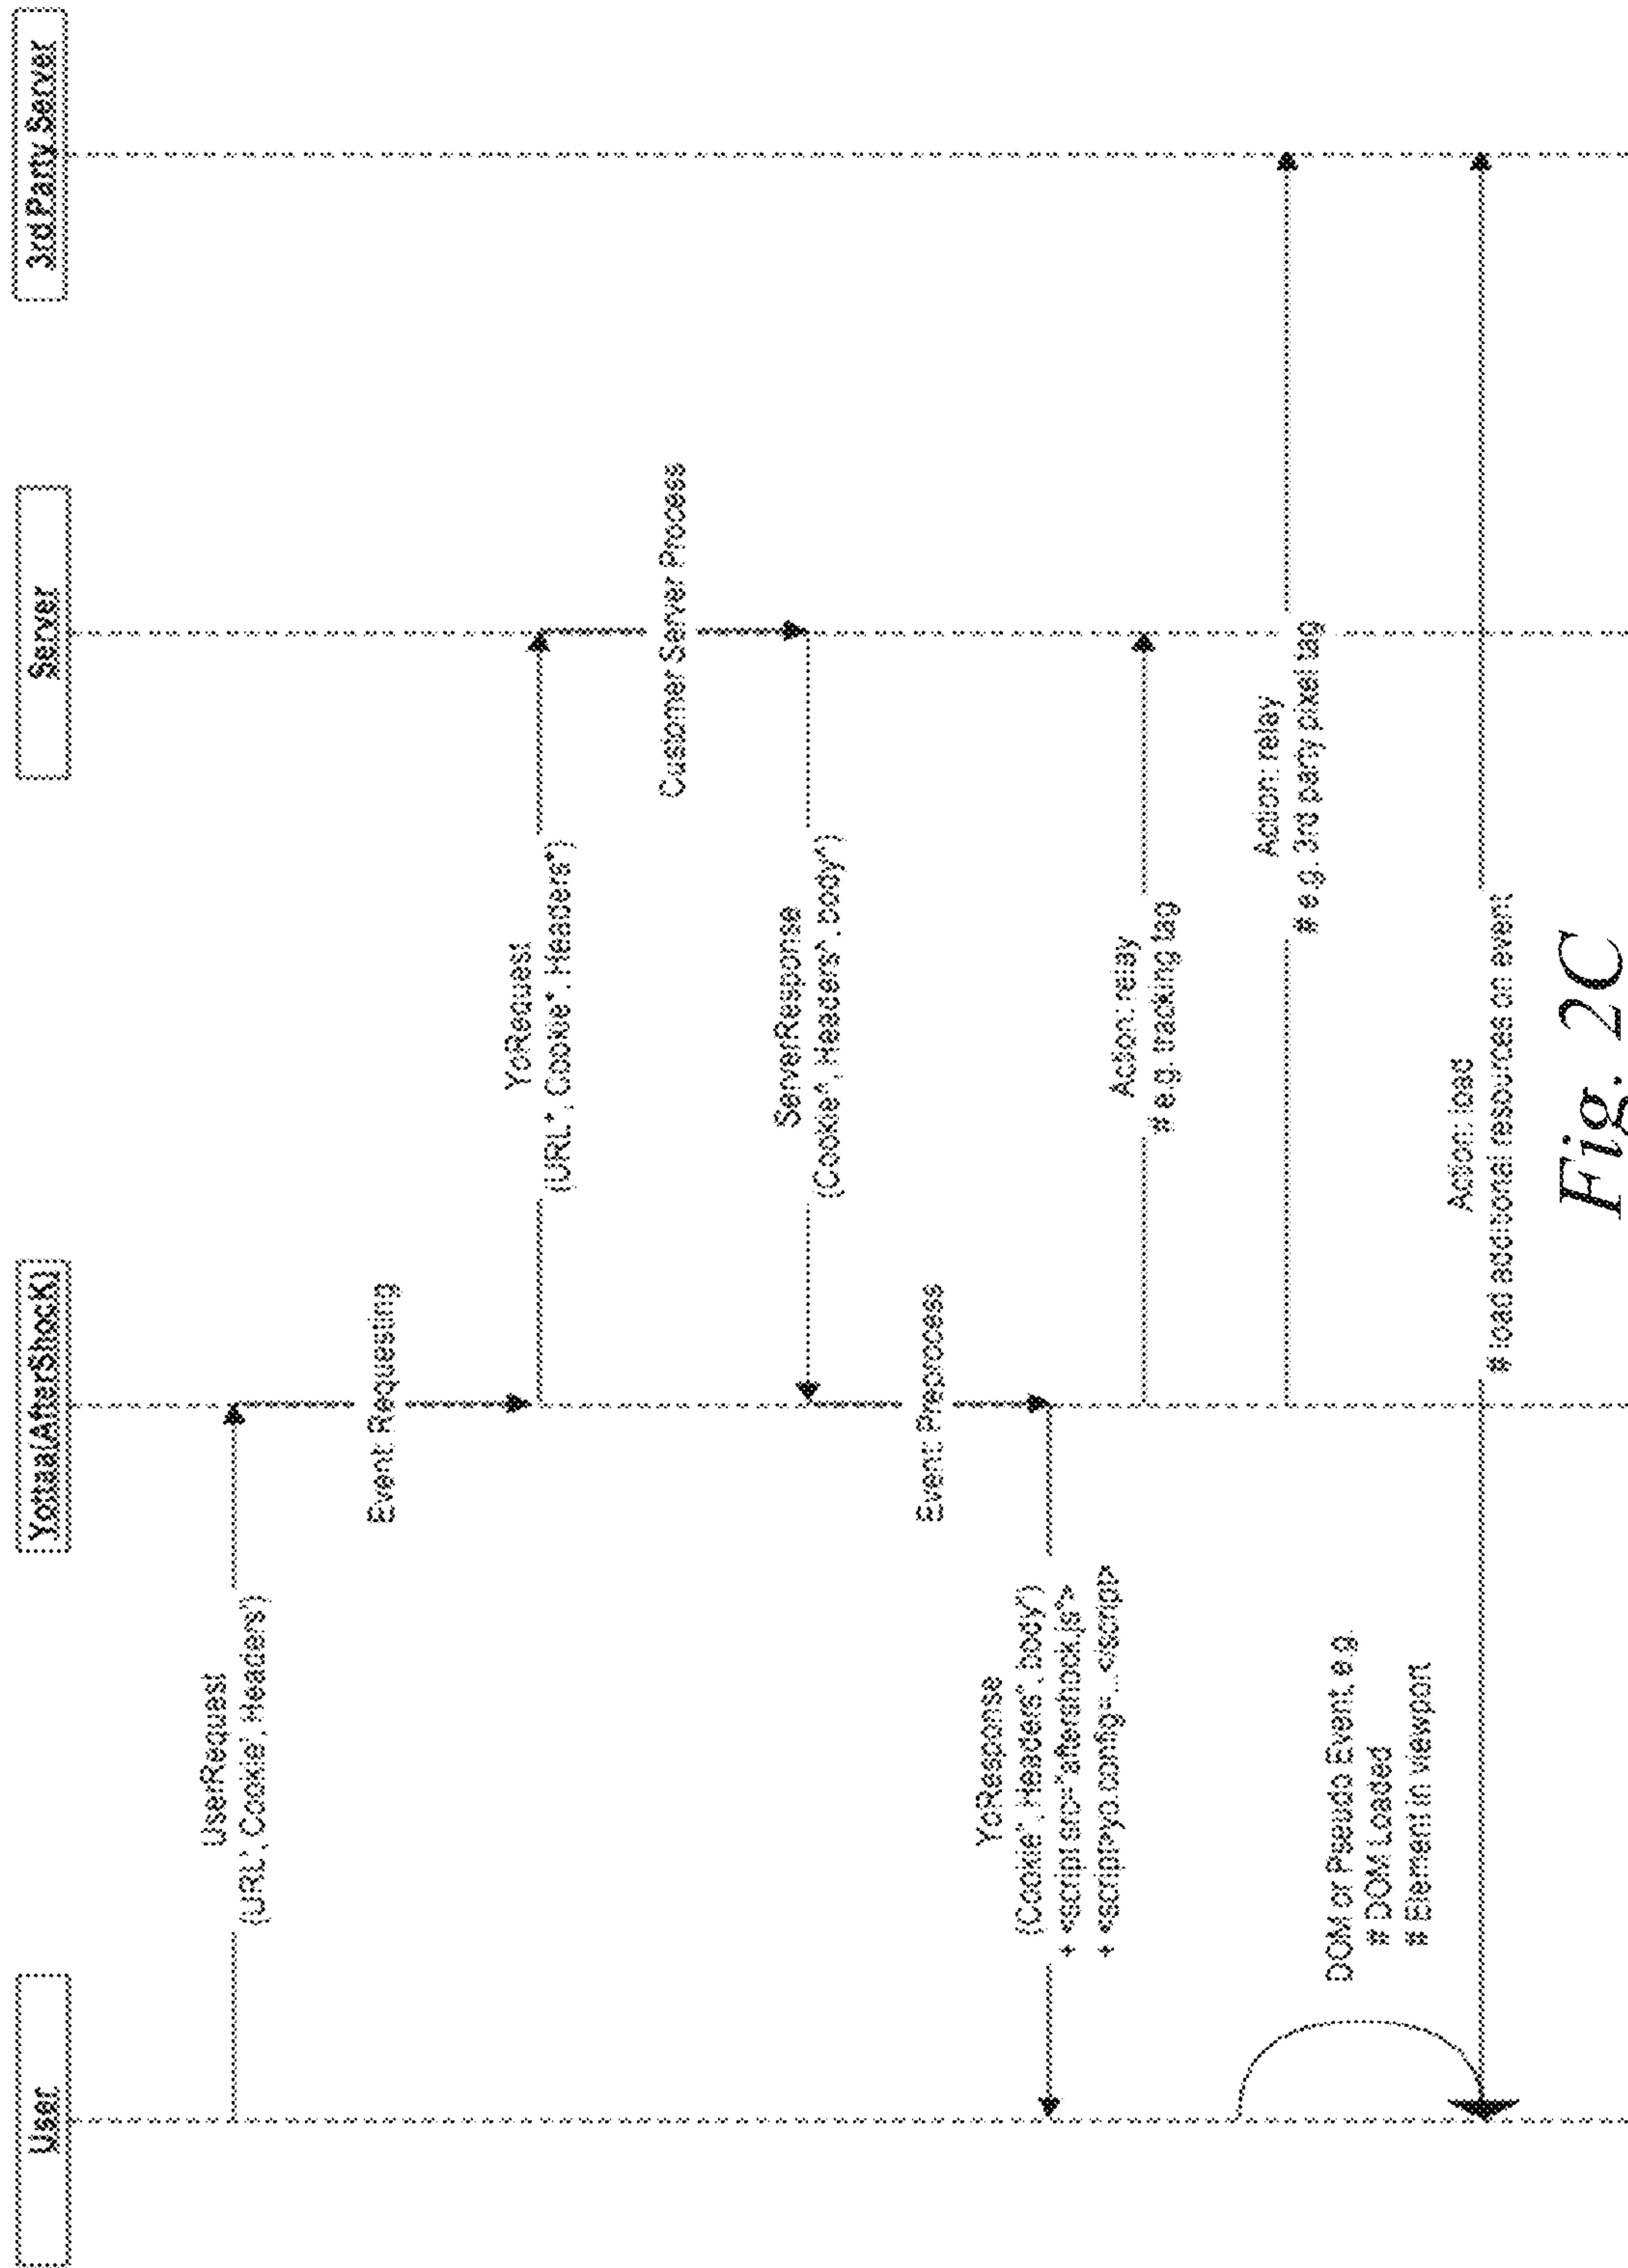 User
Yottaa(AfterShocK)
Server
3rd Party Server
UserRequest
(URL', Cookie', Headers')
Event: Requesting
YoRequest
(URL*, Cookie*, Headers*)
Customer Server Process
ServerResponse
(Cookie^, Headers^, body^)
Event: Preprocess
YoResponse
(Cookie", Headers", body")
+ <script src="aftershock.js">
+ <script>yo.config=...</script>
Action: relay
# e.g. tracking tag
Action: relay
# e.g. 3rd party pixel tag
DOM or Pseudo Event, e.g.
# DOM Loaded
# Element in viewport
Action: load
# load additional resources on event
Fig. 2C